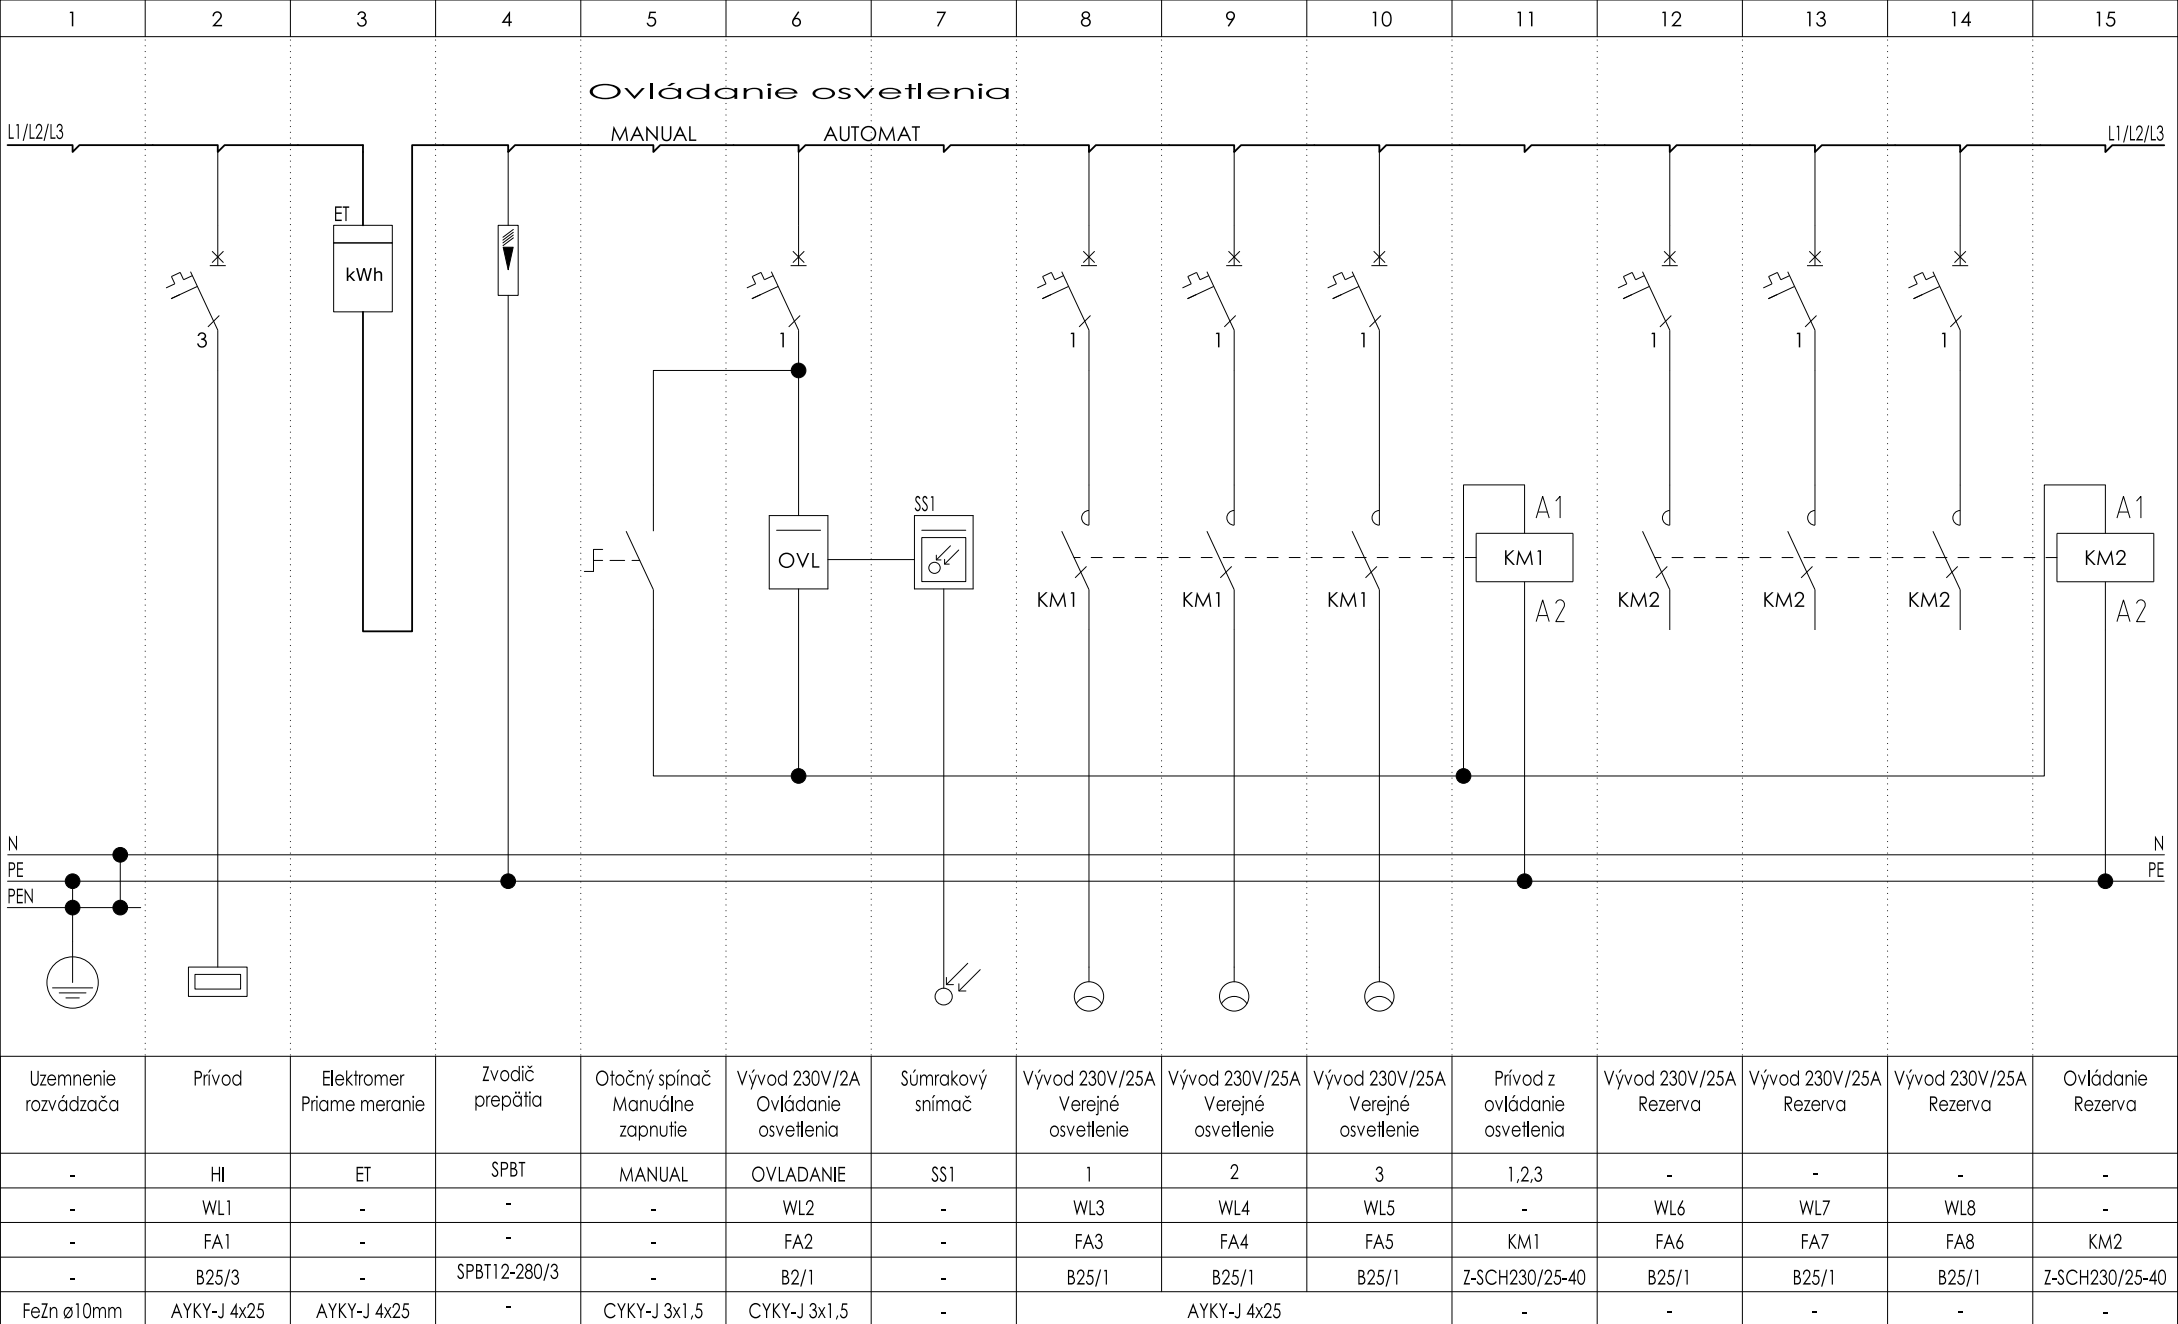 1 2 3 4 5 6 7 8 9 10 11 12 13 14 15
Ovládanie osvetlenia
L1/L2/L3 MANUAL AUTOMAT L1/L2/L3
ET
kWh
3 1 1 1 1 1 1 1
SS1
A1 A1
OVL KM1 KM2
KM1 KM1 KM1 KM2 KM2 KM2
A2 A2
N N
PE PE
PEN
Uzemnenie Prívod Elektromer Zvodič Otočný spínač Vývod 230V/2A Súmrakový Vývod 230V/25A Vývod 230V/25A Vývod 230V/25A Prívod z Vývod 230V/25A Vývod 230V/25A Vývod 230V/25A Ovládanie
rozvádzača Priame meranie prepätia Manuálne Ovládanie snímač Verejné Verejné Verejné ovládanie Rezerva Rezerva Rezerva Rezerva
zapnutie osvetlenia osvetlenie osvetlenie osvetlenie osvetlenia
- HI ET SPBT MANUAL OVLADANIE SS1 1 2 3 1,2,3 - - - -
- WL1 - - - WL2 - WL3 WL4 WL5 - WL6 WL7 WL8 -
- FA1 - - - FA2 - FA3 FA4 FA5 KM1 FA6 FA7 FA8 KM2
- B25/3 - SPBT12-280/3 - B2/1 - B25/1 B25/1 B25/1 Z-SCH230/25-40 B25/1 B25/1 B25/1 Z-SCH230/25-40
FeZn ø10mm AYKY-J 4x25 AYKY-J 4x25 - CYKY-J 3x1,5 CYKY-J 3x1,5 - AYKY-J 4x25 - - - - -